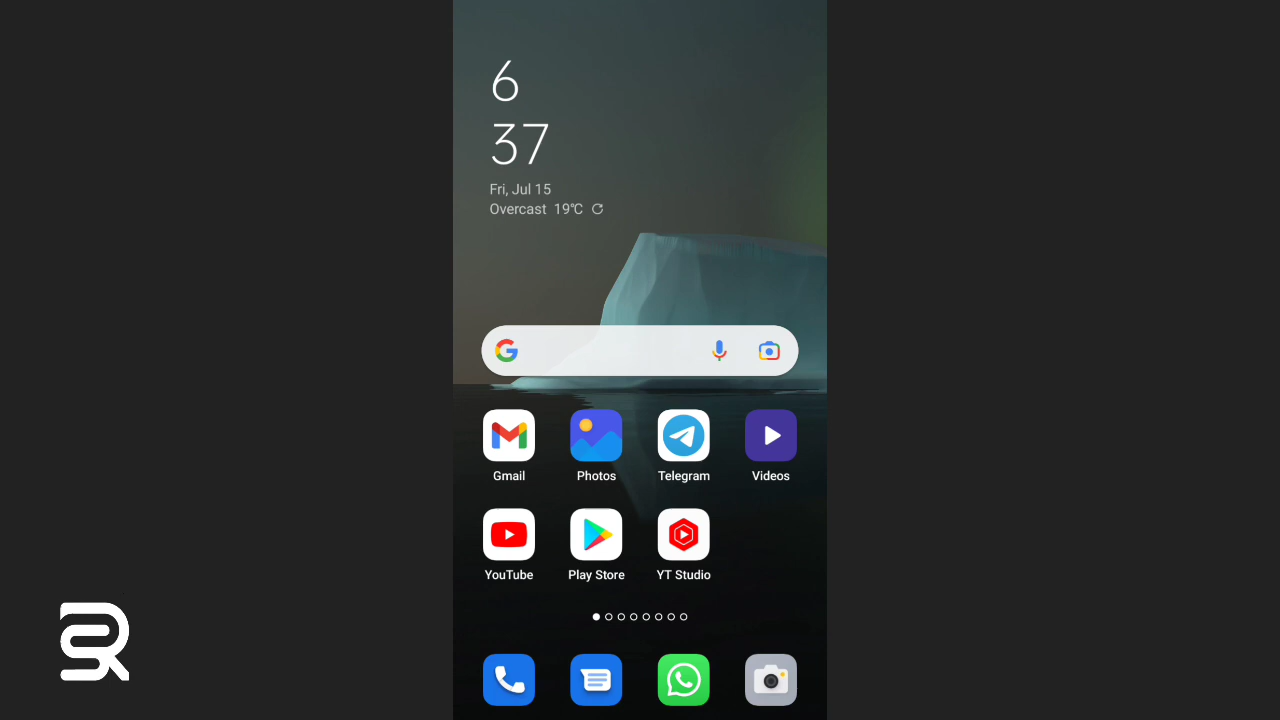 6
37
Fri, Jul 15
Overcast 19°C
Gmail Photos Telegram Videos
YouTube Play Store YT Studio